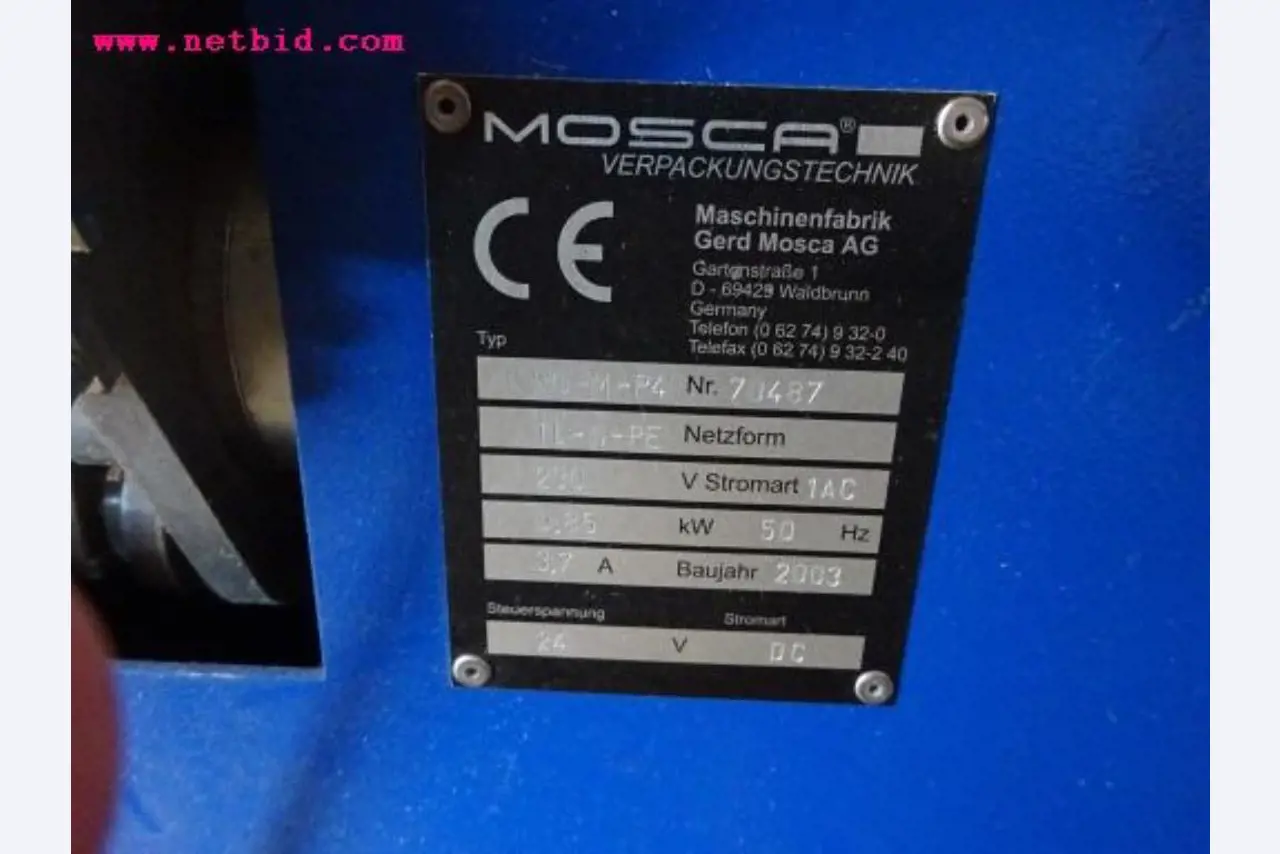 www.netbid.com
MOSCA®
VERPACKUNGSTECHNIK
CE
Maschinenfabrik
Gerd Mosca AG
Gartenstraße 1
D - 69429 Waldbrunn
Germany
Telefon (0 62 74) 9 32-0
Telefax (0 62 74) 9 32-2 40
Typ
Nr.
Netzform
V Stromart 1AC
kW 50 Hz
3,7 A Baujahr 2003
Steuerspannung Stromart
24 V DC